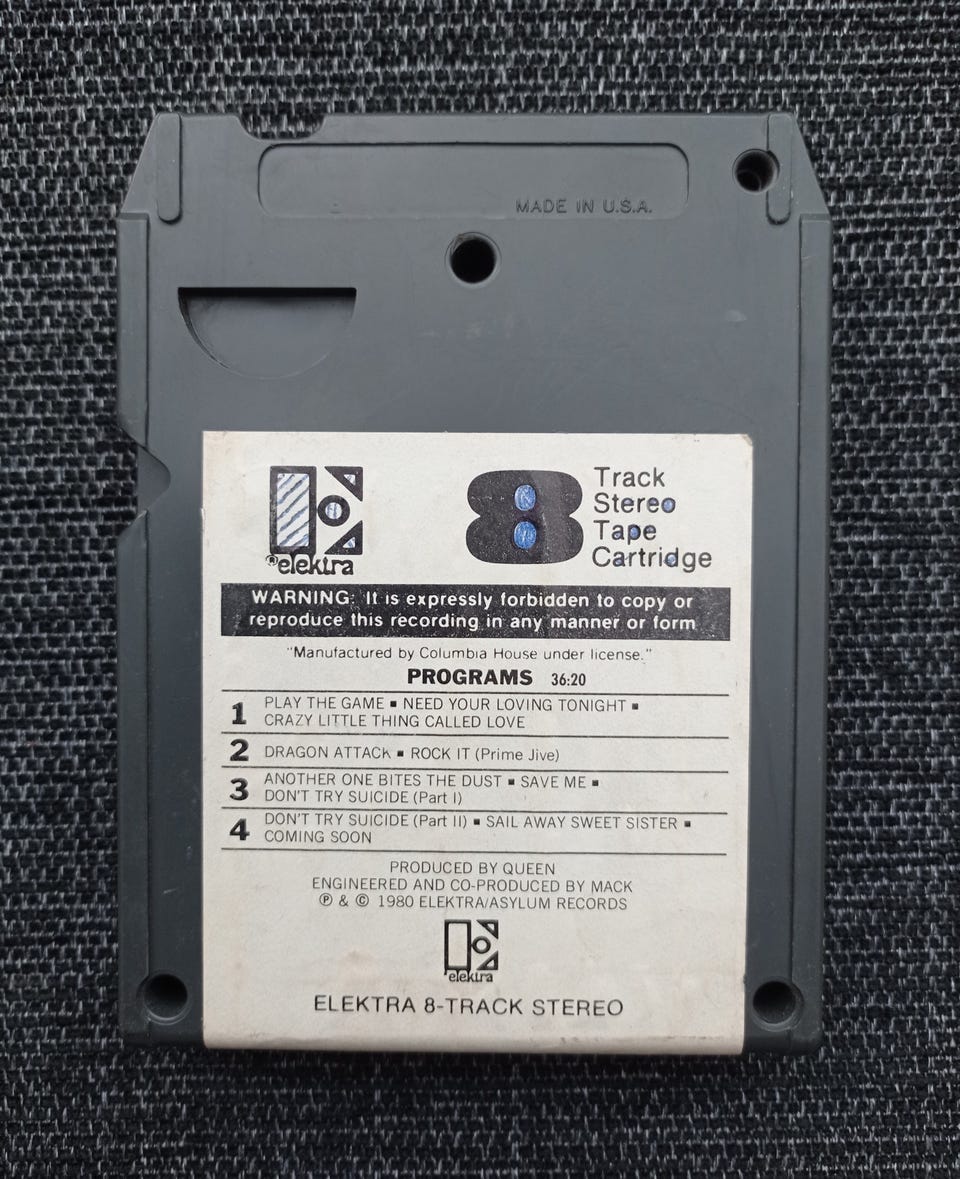 MADE IN U.S.A.
®elektra
8 Track
Stereo
Tape
Cartridge
WARNING: It is expressly forbidden to copy or
reproduce this recording in any manner or form
"Manufactured by Columbia House under license."
PROGRAMS 36:20
1 PLAY THE GAME ▪ NEED YOUR LOVING TONIGHT ▪
CRAZY LITTLE THING CALLED LOVE
2 DRAGON ATTACK ▪ ROCK IT (Prime Jive)
3 ANOTHER ONE BITES THE DUST ▪ SAVE ME ▪
DON'T TRY SUICIDE (Part I)
4 DON'T TRY SUICIDE (Part II) ▪ SAIL AWAY SWEET SISTER ▪
COMING SOON
PRODUCED BY QUEEN
ENGINEERED AND CO-PRODUCED BY MACK
℗ & © 1980 ELEKTRA/ASYLUM RECORDS
elektra
ELEKTRA 8-TRACK STEREO